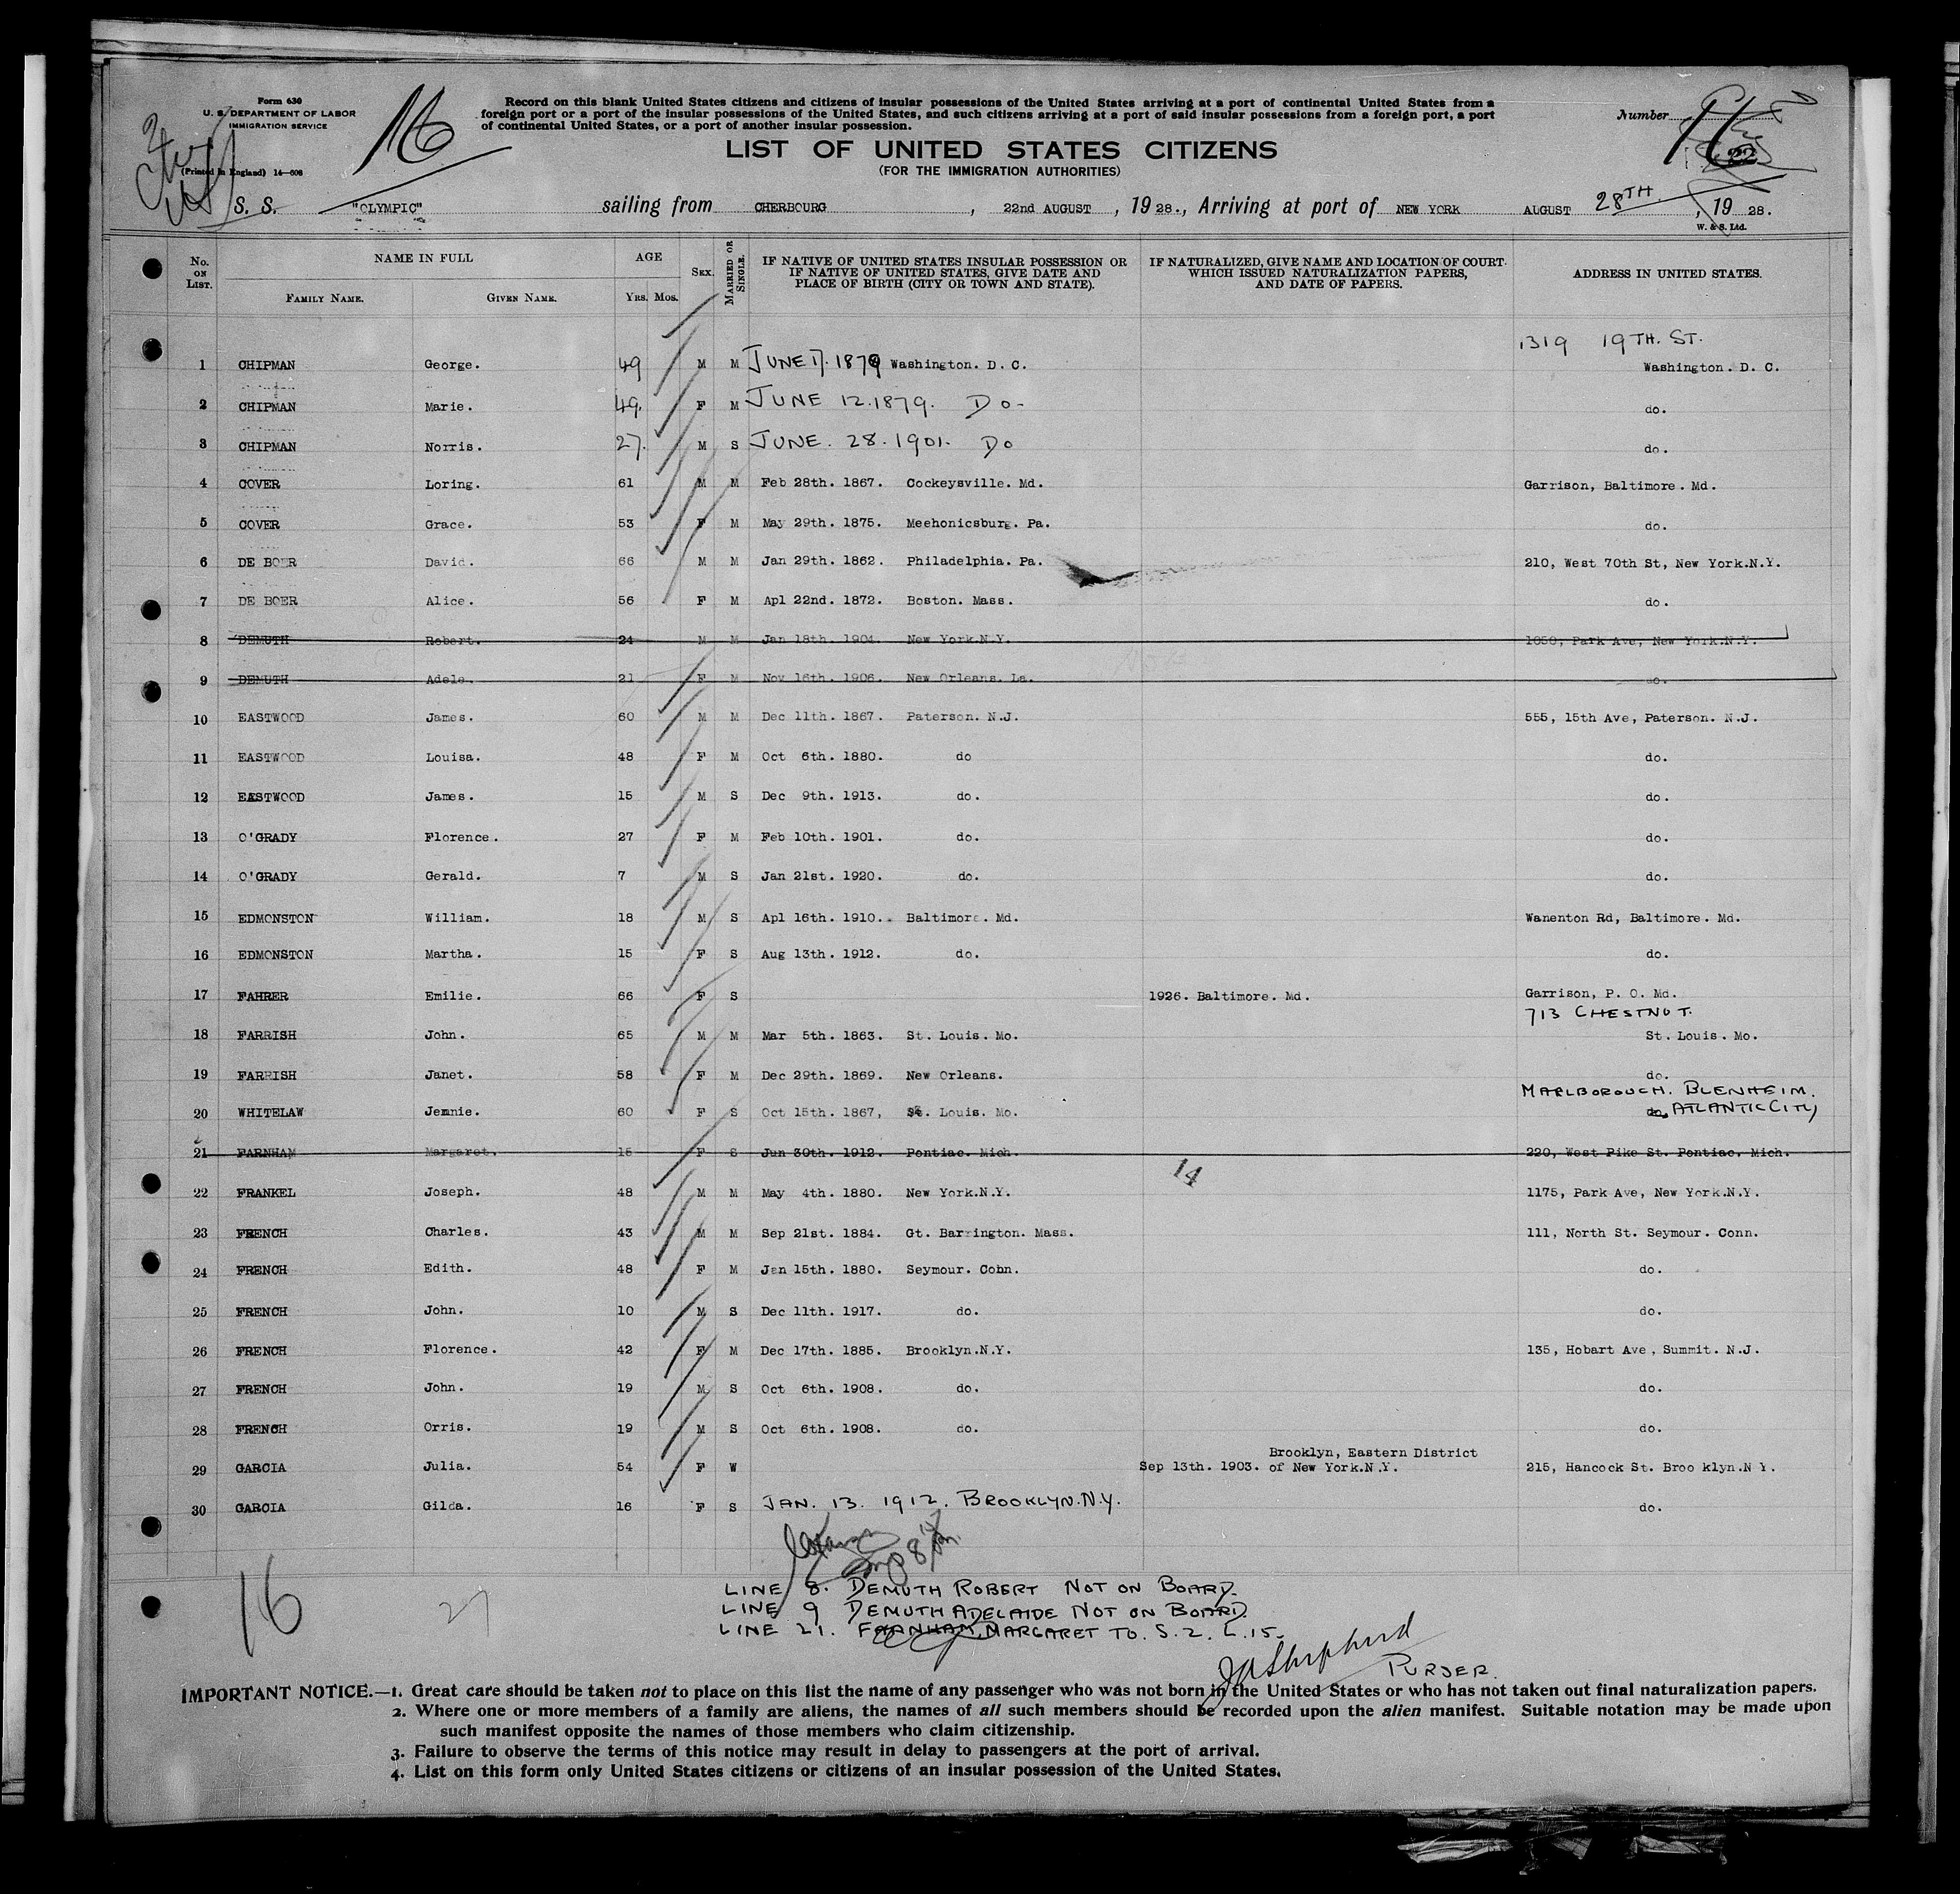 Form 630
U. S. DEPARTMENT OF LABOR
IMMIGRATION SERVICE
(Printed in England) 14—608
16
Record on this blank United States citizens and citizens of insular possessions of the United States arriving at a port of continental United States from a
foreign port or a port of the insular possessions of the United States, and such citizens arriving at a port of said insular possessions from a foreign port, a port
of continental United States, or a port of another insular possession.
Number
LIST OF UNITED STATES CITIZENS
(FOR THE IMMIGRATION AUTHORITIES)
S. S. "OLYMPIC" sailing from CHERBOURG, 22nd AUGUST, 1928., Arriving at port of NEW YORK AUGUST 28TH, 1928.
W. & S. Ltd.
No. ON LIST. NAME IN FULL FAMILY NAME. GIVEN NAME. AGE YRS. MOS. SEX. MARRIED OR SINGLE. IF NATIVE OF UNITED STATES INSULAR POSSESSION OR IF NATIVE OF UNITED STATES, GIVE DATE AND PLACE OF BIRTH (CITY OR TOWN AND STATE). IF NATURALIZED, GIVE NAME AND LOCATION OF COURT WHICH ISSUED NATURALIZATION PAPERS, AND DATE OF PAPERS. ADDRESS IN UNITED STATES.
1319 19TH. ST.
1 CHIPMAN George. 49 M M JUNE 17. 1879 Washington. D. C. Washington. D. C.
2 CHIPMAN Marie. 49. F M JUNE 12.1879. DO- do.
3 CHIPMAN Norris. 27. M S JUNE. 28. 1901. DO do.
4 COVER Loring. 61 M M Feb 28th. 1867. Cockeysville. Md. Garrison, Baltimore. Md.
5 COVER Grace. 53 F M May 29th. 1875. Meehonicsburg. Pa. do.
6 DE BOER David. 66 M M Jan 29th. 1862. Philadelphia. Pa. 210, West 70th St, New York.N.Y.
7 DE BOER Alice. 56 F M Apl 22nd. 1872. Boston. Mass. do.
8 DEMUTH Robert. 24 M M Jan 18th. 1904. New York.N.Y. 1050, Park Ave, New York.N.Y.
9 DEMUTH Adele. 21 F M Nov 16th. 1906. New Orleans. La. do.
10 EASTWOOD James. 60 M M Dec 11th. 1867. Paterson. N.J. 555, 15th Ave, Paterson. N.J.
11 EASTWOOD Louisa. 48 F M Oct 6th. 1880. do do.
12 EASTWOOD James. 15 M S Dec 9th. 1913. do. do.
13 O'GRADY Florence. 27 F M Feb 10th. 1901. do. do.
14 O'GRADY Gerald. 7 M S Jan 21st. 1920. do. do.
15 EDMONSTON William. 18 M S Apl 16th. 1910. Baltimore. Md. Wanenton Rd, Baltimore. Md.
16 EDMONSTON Martha. 15 F S Aug 13th. 1912. do. do.
17 FAHRER Emilie. 66 F S 1926. Baltimore. Md. Garrison, P. O. Md.
713 CHESTNUT.
18 FARRISH John. 65 M M Mar 5th. 1863. St. Louis. Mo. St. Louis. Mo.
19 FARRISH Janet. 58 F M Dec 29th. 1869. New Orleans. do.
MARLBOROUGH. BLENHEIM.
20 WHITELAW Jennie. 60 F S Oct 15th. 1867, St. Louis. Mo. do. ATLANTIC CITY
21 FARNHAM Margaret. 15 F S Jun 30th. 1912. Pontiac. Mich. 220, West Pike St. Pontiac. Mich.
14
22 FRANKEL Joseph. 48 M M May 4th. 1880. New York.N.Y. 1175, Park Ave, New York.N.Y.
23 FRENCH Charles. 43 M M Sep 21st. 1884. Gt. Barrington. Mass. 111, North St. Seymour. Conn.
24 FRENCH Edith. 48 F M Jan 15th. 1880. Seymour. Cohn. do.
25 FRENCH John. 10 M S Dec 11th. 1917. do. do.
26 FRENCH Florence. 42 F M Dec 17th. 1885. Brooklyn.N.Y. 135, Hobart Ave, Summit. N.J.
27 FRENCH John. 19 M S Oct 6th. 1908. do. do.
28 FRENCH Orris. 19 M S Oct 6th. 1908. do. do.
Brooklyn, Eastern District
29 GARCIA Julia. 54 F W Sep 13th. 1903. of New York.N.Y. 215, Hancock St. Broo klyn.N Y.
30 GARCIA Gilda. 16 F S JAN. 13. 1912. BROOKLYN.N.Y. do.
16
27
LINE 8. DEMUTH ROBERT NOT ON BOARD.
LINE 9 DEMUTH ADELAIDE NOT ON BOARD.
LINE 21. FARNHAM, MARGARET TO. S. 2. L. 15.
JA Shepherd
PURSER.
IMPORTANT NOTICE.—1. Great care should be taken not to place on this list the name of any passenger who was not born in the United States or who has not taken out final naturalization papers.
2. Where one or more members of a family are aliens, the names of all such members should be recorded upon the alien manifest. Suitable notation may be made upon
such manifest opposite the names of those members who claim citizenship.
3. Failure to observe the terms of this notice may result in delay to passengers at the port of arrival.
4. List on this form only United States citizens or citizens of an insular possession of the United States.